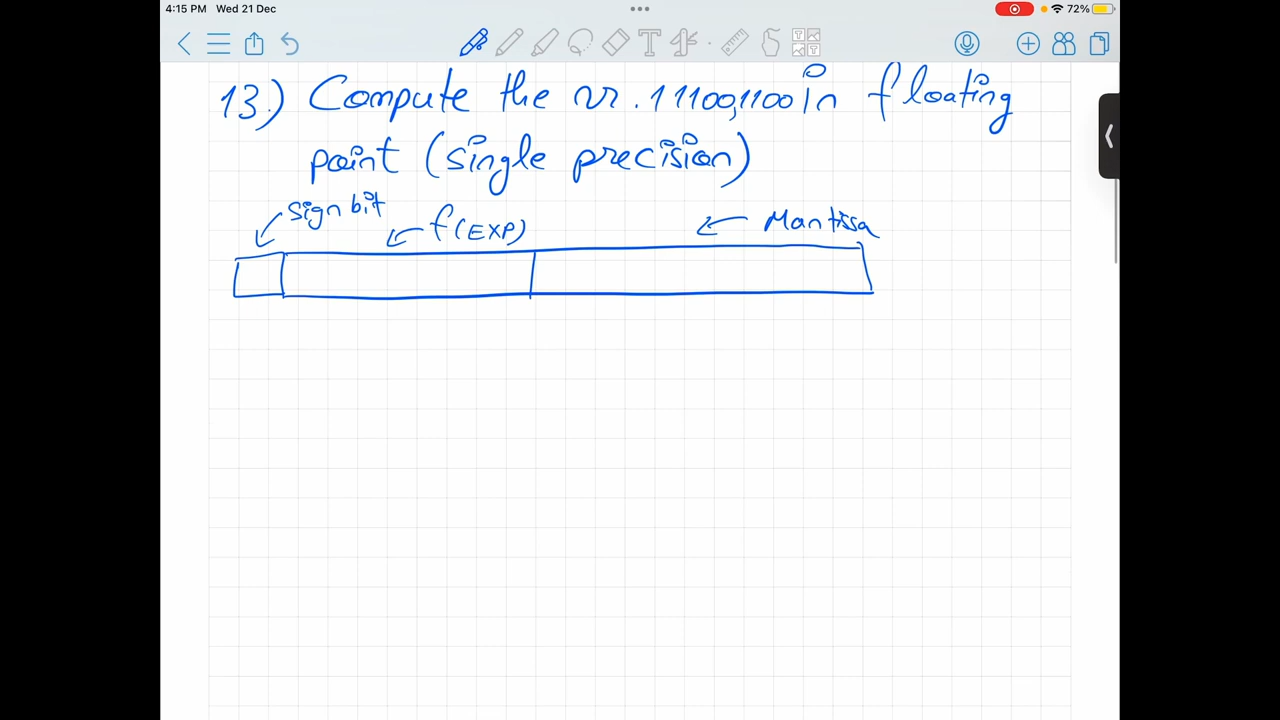 4:15 PM Wed 21 Dec
72%
13.) Compute the nr. 11100,1100 in floating
point (single precision)
sign bit
f(EXP)
Mantissa